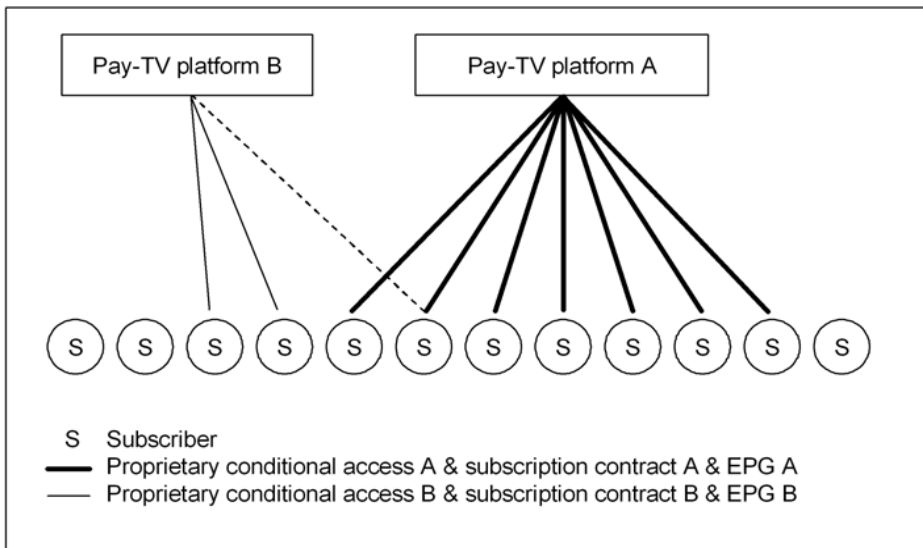 Pay-TV platform B
Pay-TV platform A
S S S S S S S S S S S S
S Subscriber
Proprietary conditional access A & subscription contract A & EPG A
Proprietary conditional access B & subscription contract B & EPG B